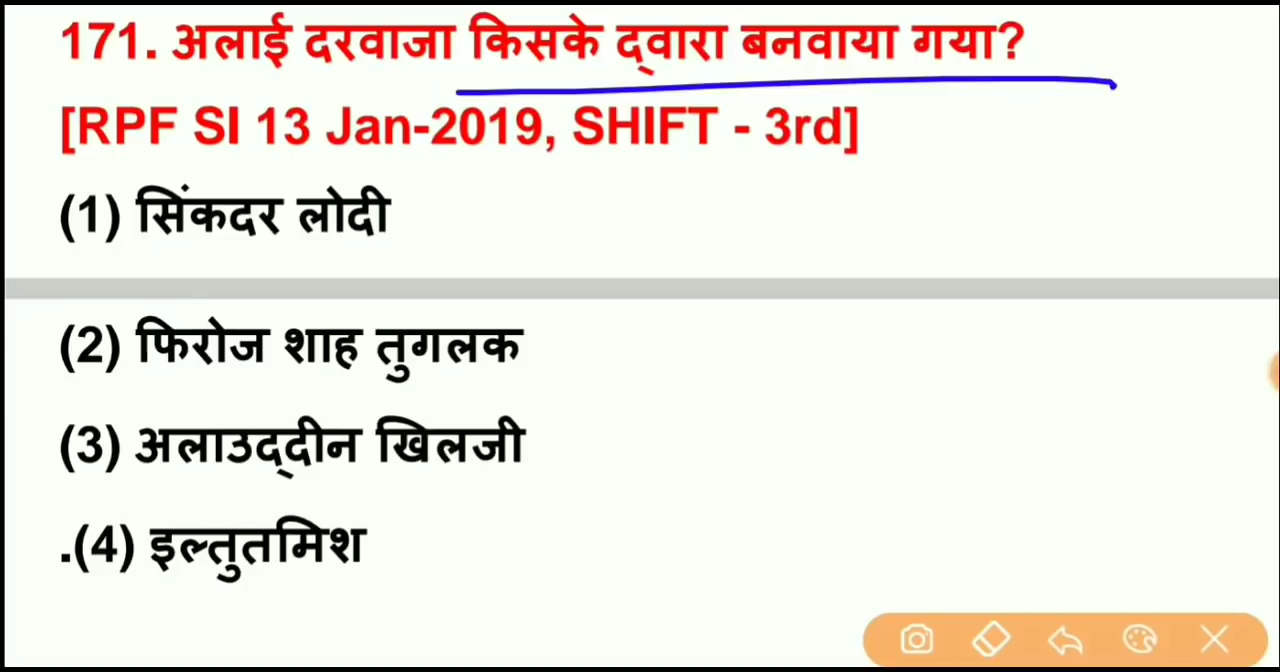 171. अलाई दरवाजा किसके द्वारा बनवाया गया?
[RPF SI 13 Jan-2019, SHIFT - 3rd]
(1) सिंकदर लोदी
(2) फिरोज शाह तुगलक
(3) अलाउद्दीन खिलजी
.(4) इल्तुतमिश